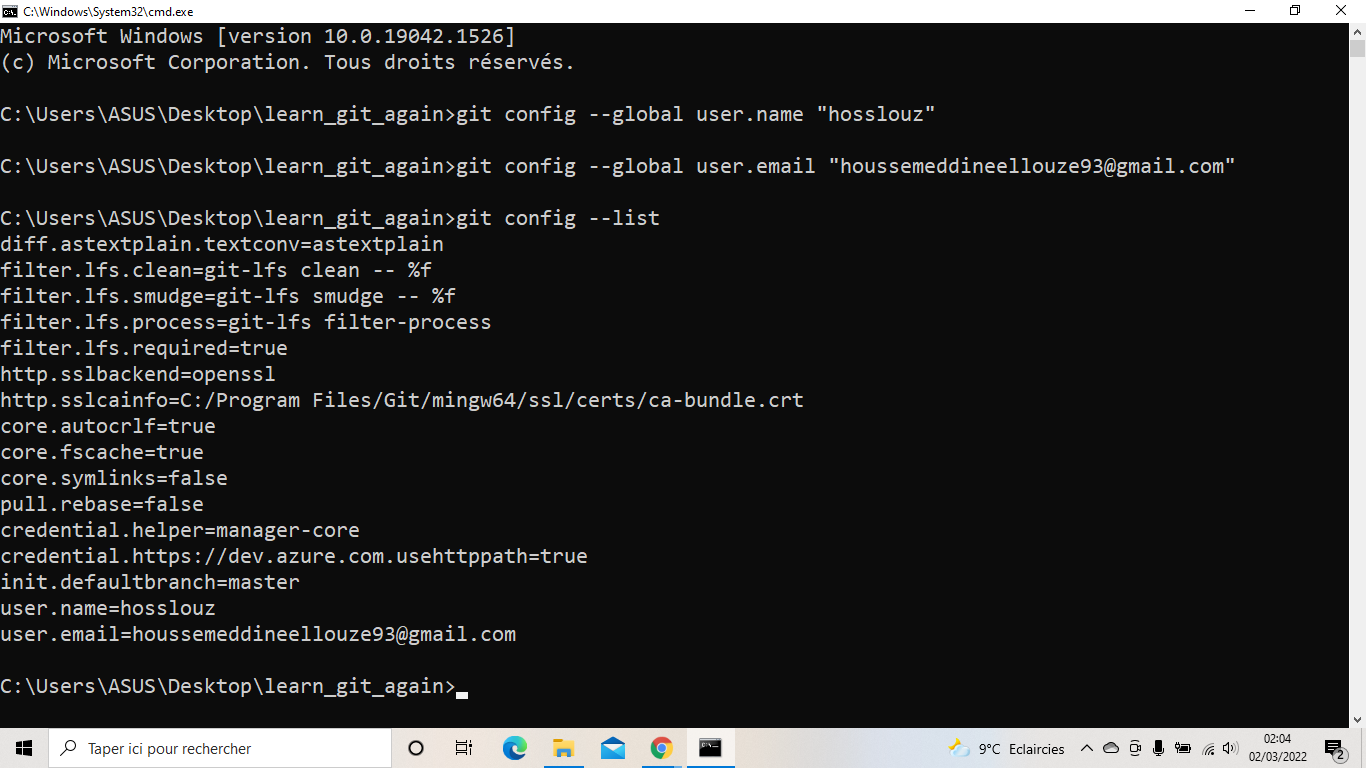 C:\Windows\System32\cmd.exe
Microsoft Windows [version 10.0.19042.1526]
(c) Microsoft Corporation. Tous droits réservés.
C:\Users\ASUS\Desktop\learn_git_again>git config --global user.name "hosslouz"
C:\Users\ASUS\Desktop\learn_git_again>git config --global user.email "houssemeddineellouze93@gmail.com"
C:\Users\ASUS\Desktop\learn_git_again>git config --list
diff.astextplain.textconv=astextplain
filter.lfs.clean=git-lfs clean -- %f
filter.lfs.smudge=git-lfs smudge -- %f
filter.lfs.process=git-lfs filter-process
filter.lfs.required=true
http.sslbackend=openssl
http.sslcainfo=C:/Program Files/Git/mingw64/ssl/certs/ca-bundle.crt
core.autocrlf=true
core.fscache=true
core.symlinks=false
pull.rebase=false
credential.helper=manager-core
credential.https://dev.azure.com.usehttppath=true
init.defaultbranch=master
user.name=hosslouz
user.email=houssemeddineellouze93@gmail.com
C:\Users\ASUS\Desktop\learn_git_again>
Taper ici pour rechercher
9°C Eclaircies
02:04
02/03/2022
2